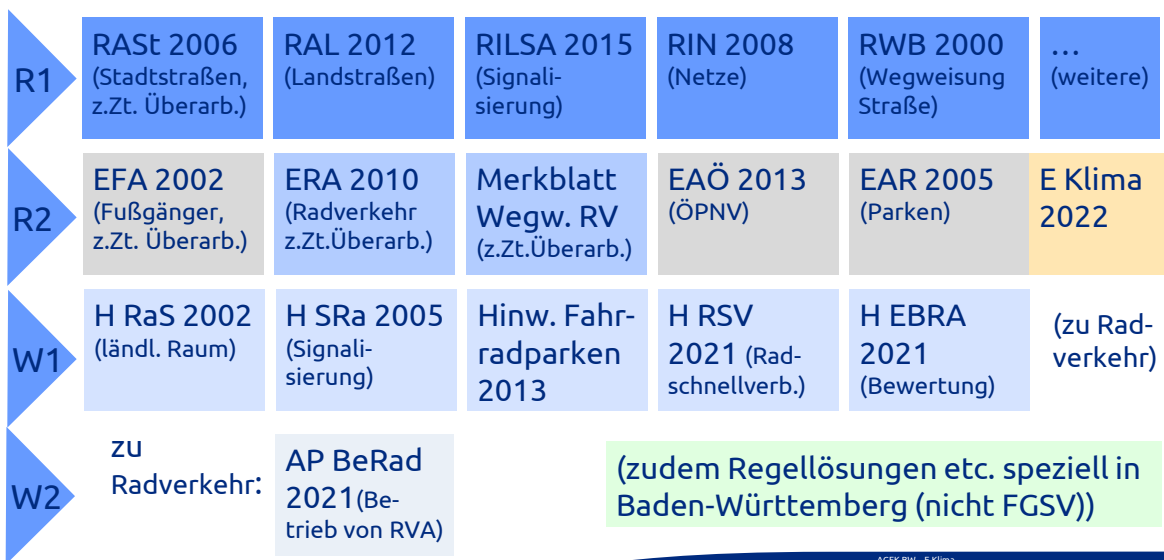 R1
RASt 2006
(Stadtstraßen,
z.Zt. Überarb.)
RAL 2012
(Landstraßen)
RILSA 2015
(Signali-
sierung)
RIN 2008
(Netze)
RWB 2000
(Wegweisung
Straße)
...
(weitere)
R2
EFA 2002
(Fußgänger,
z.Zt. Überarb.)
ERA 2010
(Radverkehr
z.Zt.Überarb.)
Merkblatt
Wegw. RV
(z.Zt.Überarb.)
EAÖ 2013
(ÖPNV)
EAR 2005
(Parken)
E Klima
2022
W1
H RaS 2002
(ländl. Raum)
H SRa 2005
(Signali-
sierung)
Hinw. Fahr-
radparken
2013
H RSV
2021 (Rad-
schnellverb.)
H EBRA
2021
(Bewertung)
(zu Rad-
verkehr)
W2
zu
Radverkehr:
AP BeRad
2021(Be-
trieb von RVA)
(zudem Regellösungen etc. speziell in
Baden-Württemberg (nicht FGSV))